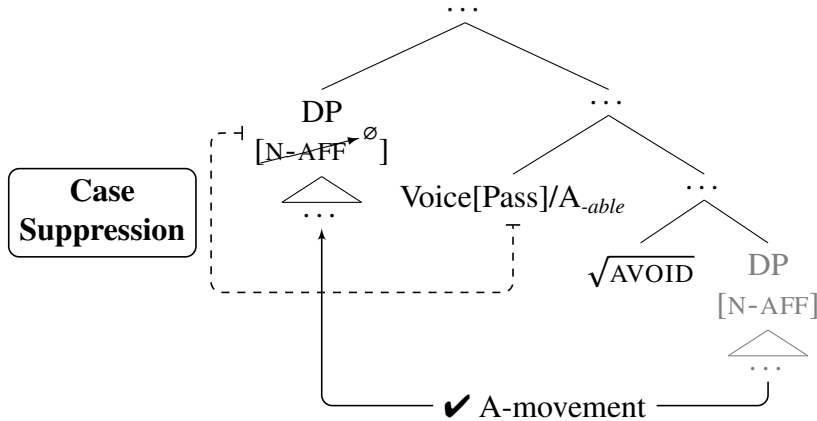 ...
DP
...
[N-AFF ∅]
Case
Suppression
Voice[Pass]/A-able
...
...
√AVOID
DP
[N-AFF]
...
✔ A-movement